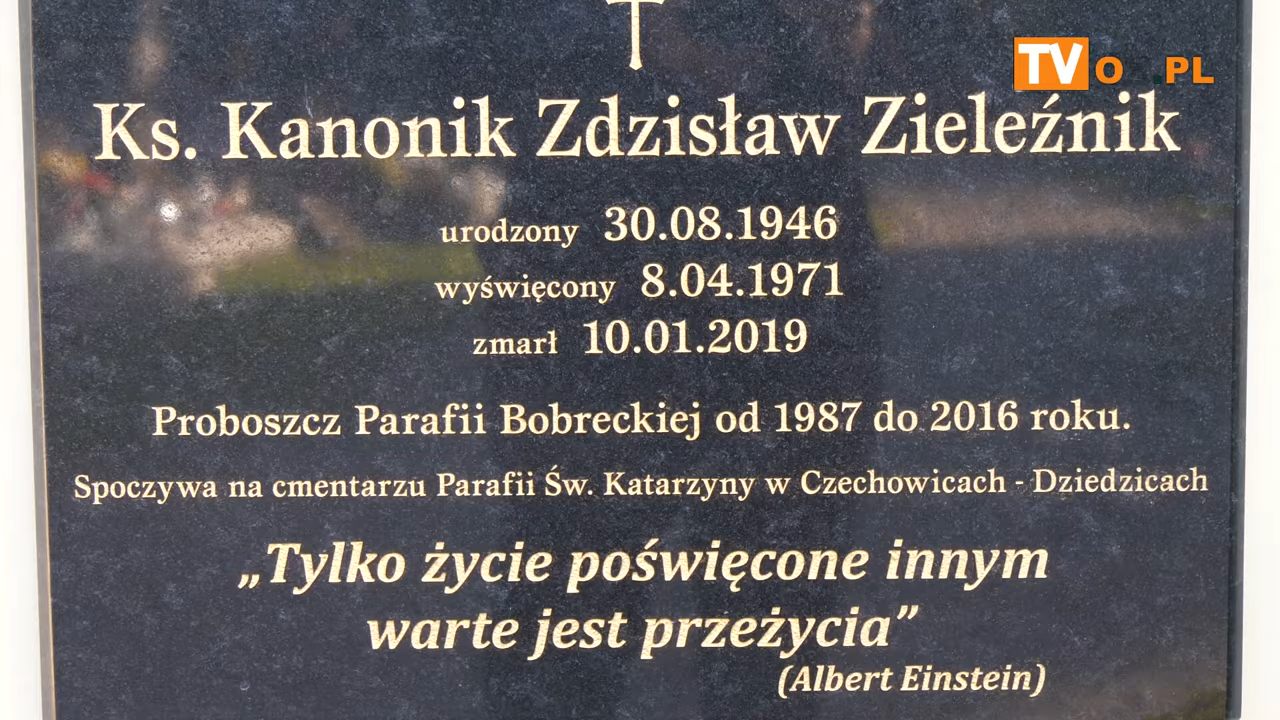 TVo PL
Ks. Kanonik Zdzisław Zieleźnik
urodzony 30.08.1946
wyświęcony 8.04.1971
zmarł 10.01.2019
Proboszcz Parafii Bobreckiej od 1987 do 2016 roku.
Spoczywa na cmentarzu Parafii Św. Katarzyny w Czechowicach - Dziedzicach
„Tylko życie poświęcone innym
warte jest przeżycia”
(Albert Einstein)